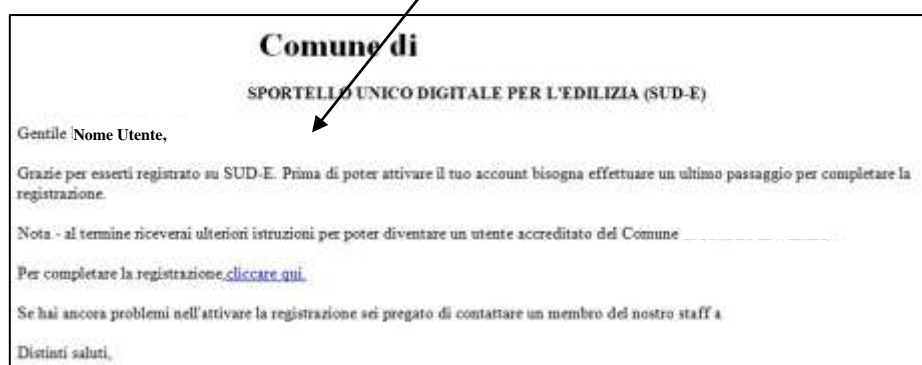 Comune di
SPORTELLO UNICO DIGITALE PER L'EDILIZIA (SUD-E)
Gentile Nome Utente,
Grazie per esserti registrato su SUD-E. Prima di poter attivare il tuo account bisogna effettuare un ultimo passaggio per completare la
registrazione.
Nota - al termine riceverai ulteriori istruzioni per poter diventare un utente accreditato del Comune
Per completare la registrazione cliccare qui.
Se hai ancora problemi nell'attivare la registrazione sei pregato di contattare un membro del nostro staff a
Distinti saluti,